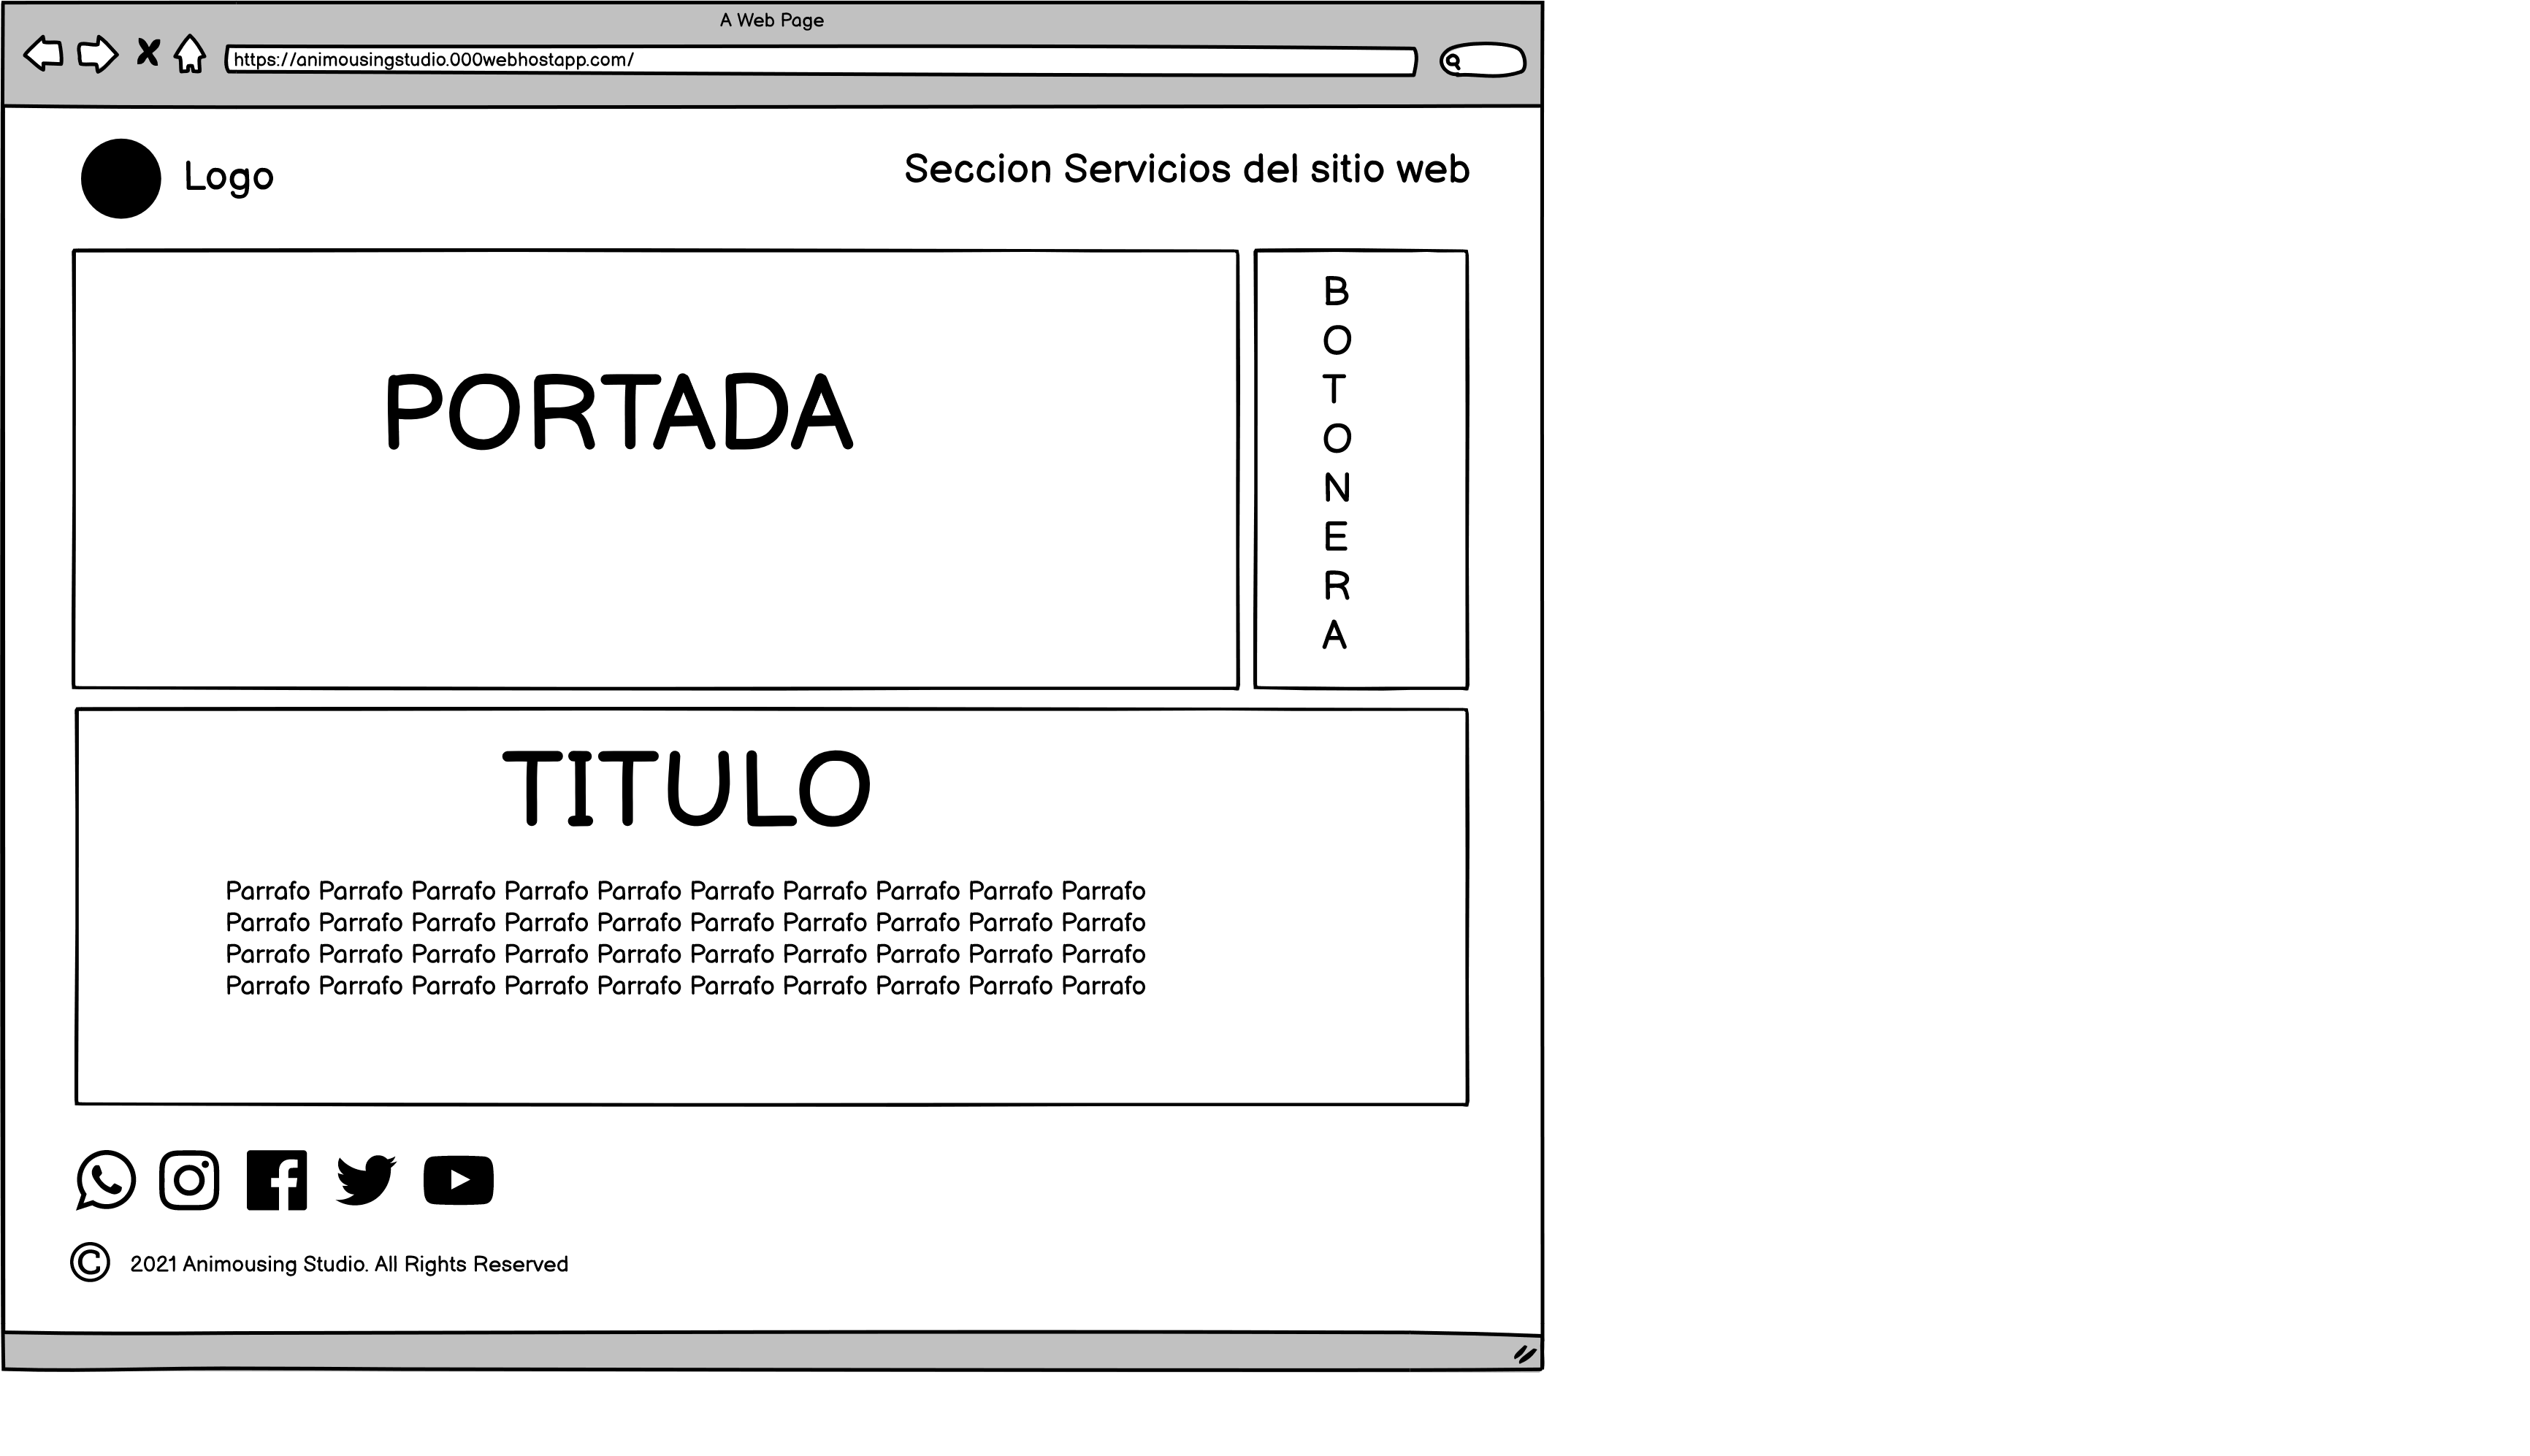 A Web Page
https://animousingstudio.000webhostapp.com/
Logo
Seccion Servicios del sitio web
PORTADA
B
O
T
O
N
E
R
A
TITULO
Parrafo Parrafo Parrafo Parrafo Parrafo Parrafo Parrafo Parrafo Parrafo Parrafo
Parrafo Parrafo Parrafo Parrafo Parrafo Parrafo Parrafo Parrafo Parrafo Parrafo
Parrafo Parrafo Parrafo Parrafo Parrafo Parrafo Parrafo Parrafo Parrafo Parrafo
Parrafo Parrafo Parrafo Parrafo Parrafo Parrafo Parrafo Parrafo Parrafo Parrafo
© 2021 Animousing Studio. All Rights Reserved